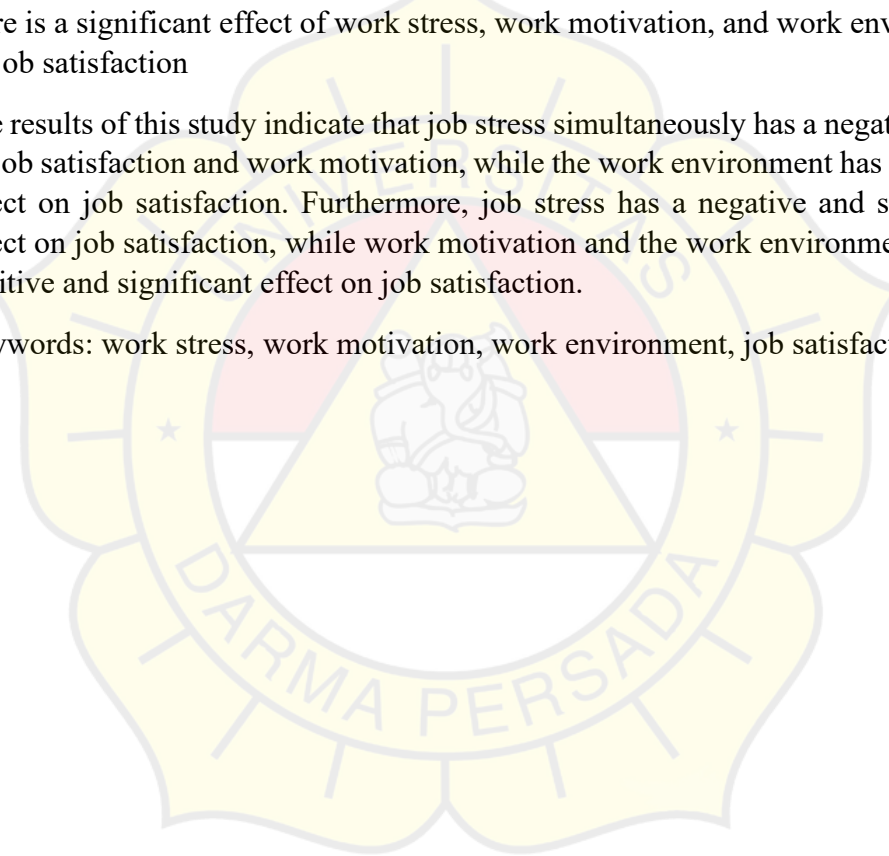 re is a significant effect of work stress, work motivation, and work env
ob satisfaction
results of this study indicate that job stress simultaneously has a negat
ob satisfaction and work motivation, while the work environment has
ect on job satisfaction. Furthermore, job stress has a negative and s
ect on job satisfaction, while work motivation and the work environme
itive and significant effect on job satisfaction.
ywords: work stress, work motivation, work environment, job satisfact
UNIVERSITAS
DARMA PERSADA